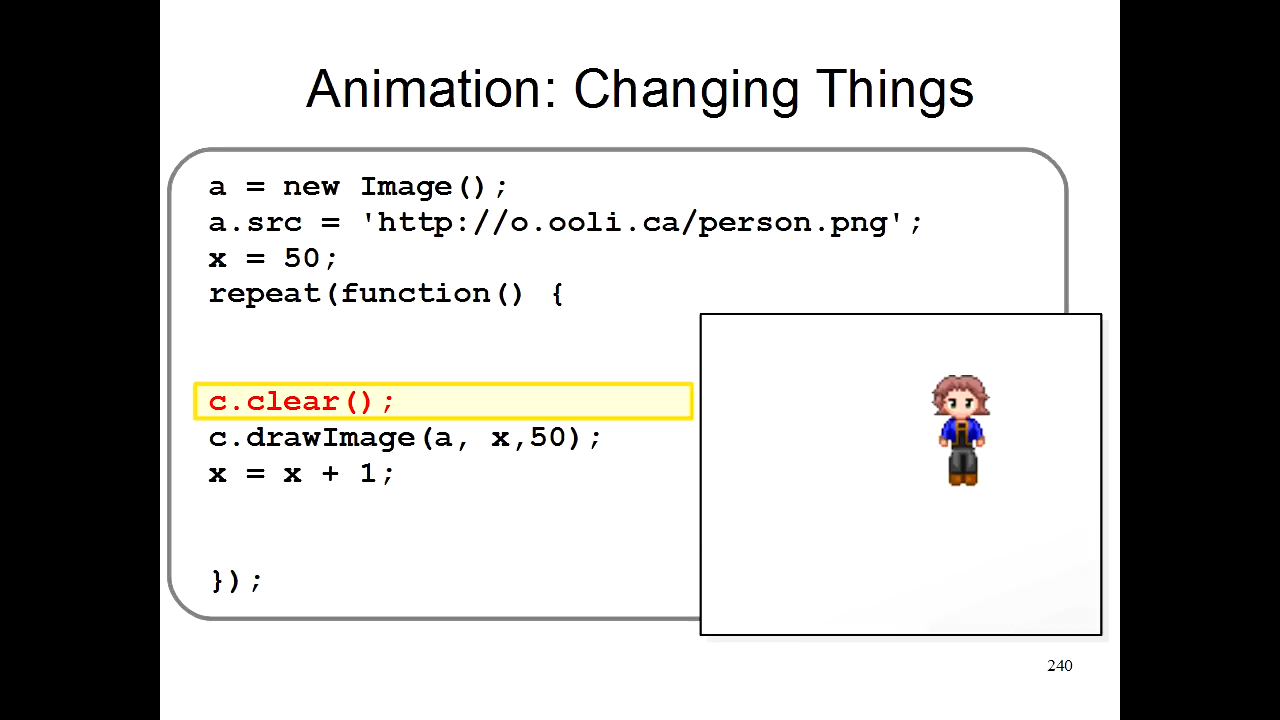 Animation: Changing Things
a = new Image();
a.src = 'http://o.ooli.ca/person.png';
x = 50;
repeat(function() {
c.clear();
c.drawImage(a, x,50);
x = x + 1;
});
240